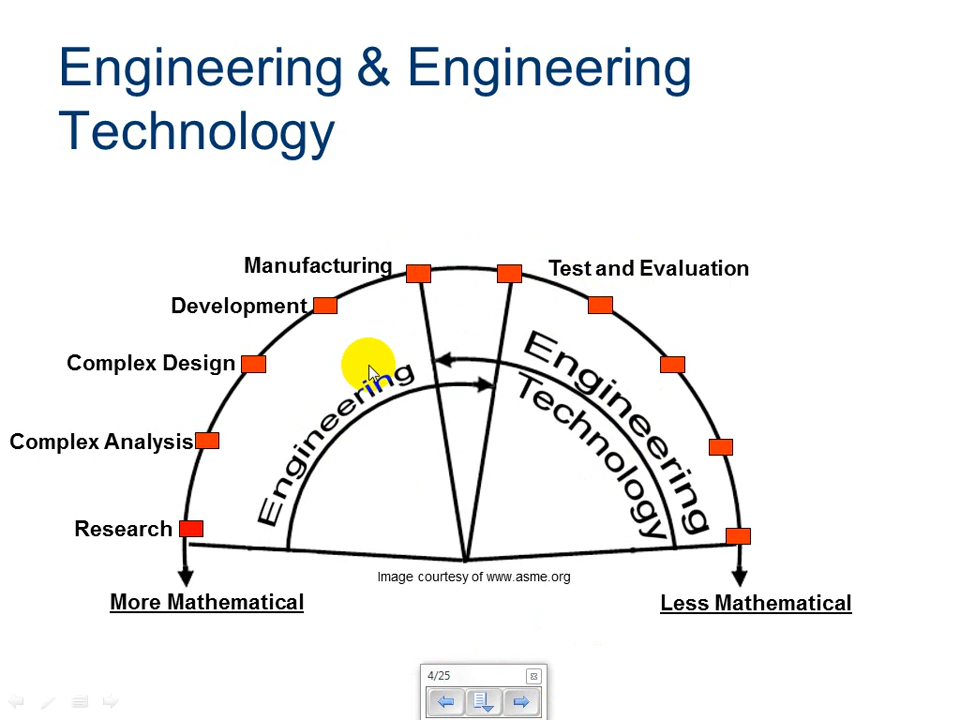 Engineering & Engineering
Technology
Manufacturing
Test and Evaluation
Development
Complex Design
Engineering
Engineering
Technology
Complex Analysis
Research
Image courtesy of www.asme.org
More Mathematical
Less Mathematical
4/25